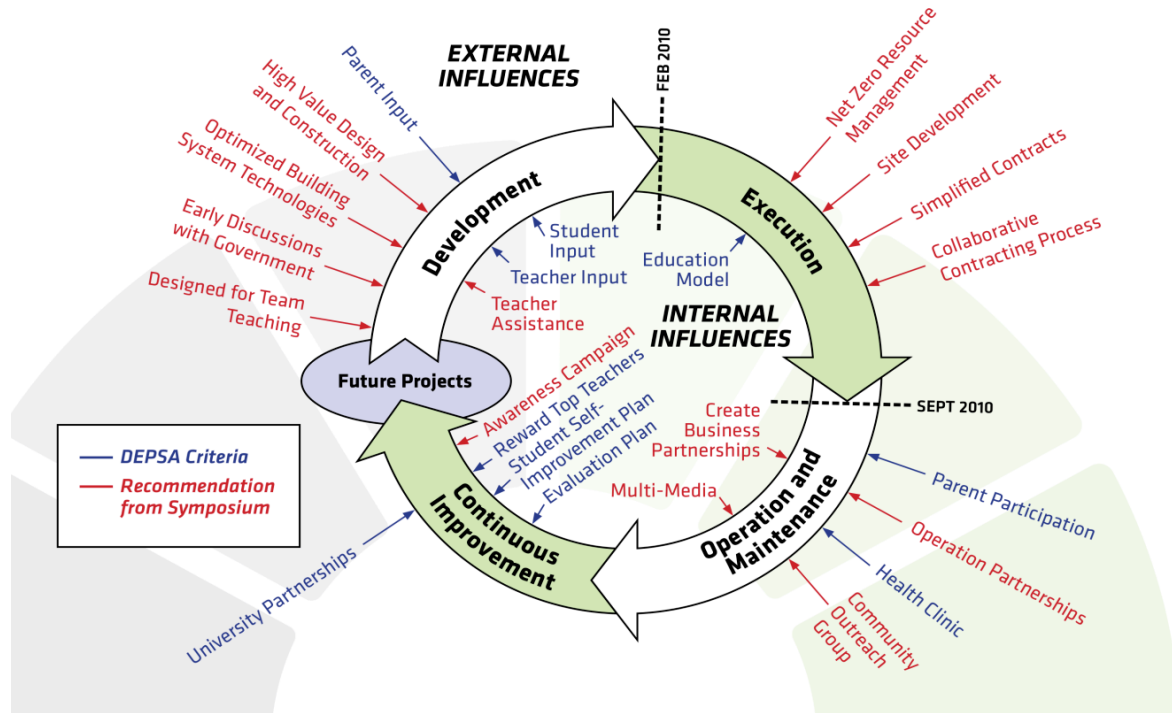 EXTERNAL
INFLUENCES
FEB 2010
Parent Input
High Value Design
and Construction
Optimized Building
System Technologies
Early Discussions
with Government
Designed for Team
Teaching
Development
Student
Input
Teacher Input
Teacher
Assistance
Net Zero Resource
Management
Site Development
Simplified Contracts
Collaborative
Contracting Process
Execution
Education
Model
INTERNAL
INFLUENCES
Future Projects
SEPT 2010
Awareness Campaign
Reward Top Teachers
Student Self-
Improvement Plan
Evaluation Plan
Create
Business
Partnerships
Multi-Media
Operation and
Maintenance
Parent Participation
Operation Partnerships
Health Clinic
Community
Outreach
Group
Continuous
Improvement
University Partnerships
DEPSA Criteria
Recommendation
from Symposium